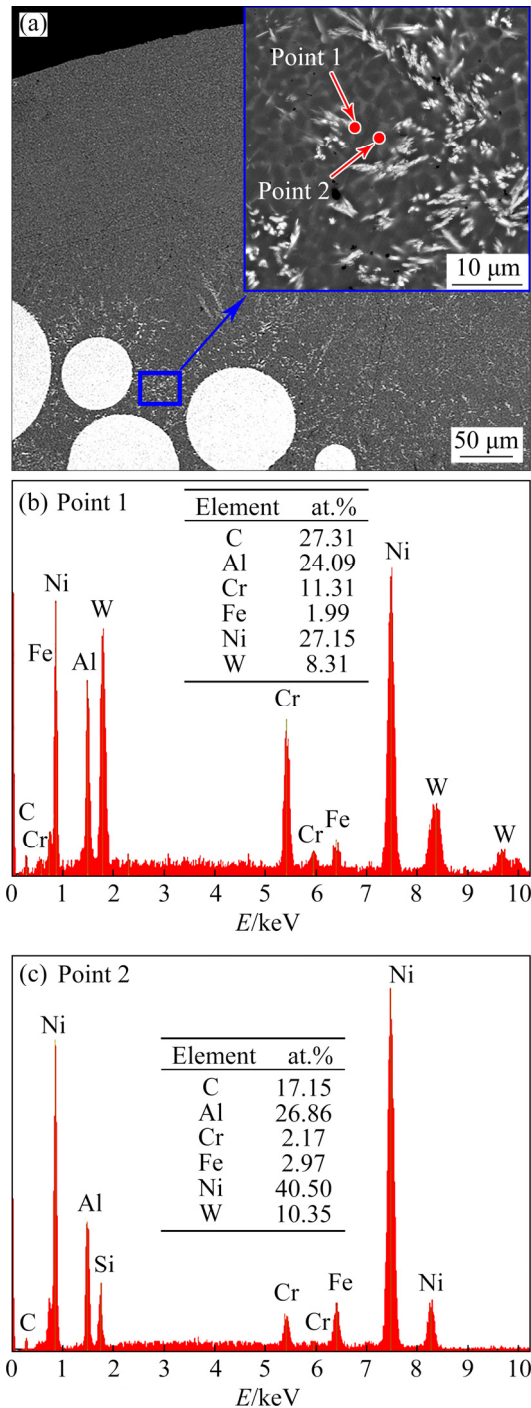 (a)
Point 1
Point 2
10 μm
50 μm
(b) Point 1
Element at.%
C 27.31
Al 24.09
Cr 11.31
Fe 1.99
Ni 27.15
W 8.31
Ni
W
Fe
Al
C
Cr
Cr
Cr
Fe
Ni
W
W
0 1 2 3 4 5 6 7 8 9 10
E/keV
(c) Point 2
Element at.%
C 17.15
Al 26.86
Cr 2.17
Fe 2.97
Ni 40.50
W 10.35
Ni
Al
Si
C
Cr
Cr
Fe
Ni
Ni
0 1 2 3 4 5 6 7 8 9 10
E/keV